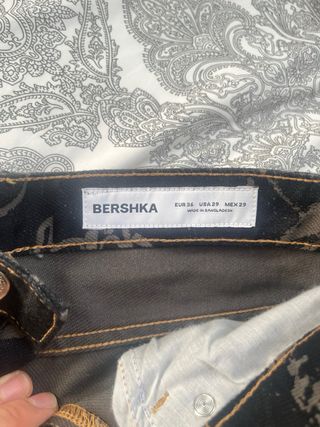 BERSHKA
EUR 36 USA 29 MEX 29
MADE IN BANGLADESH